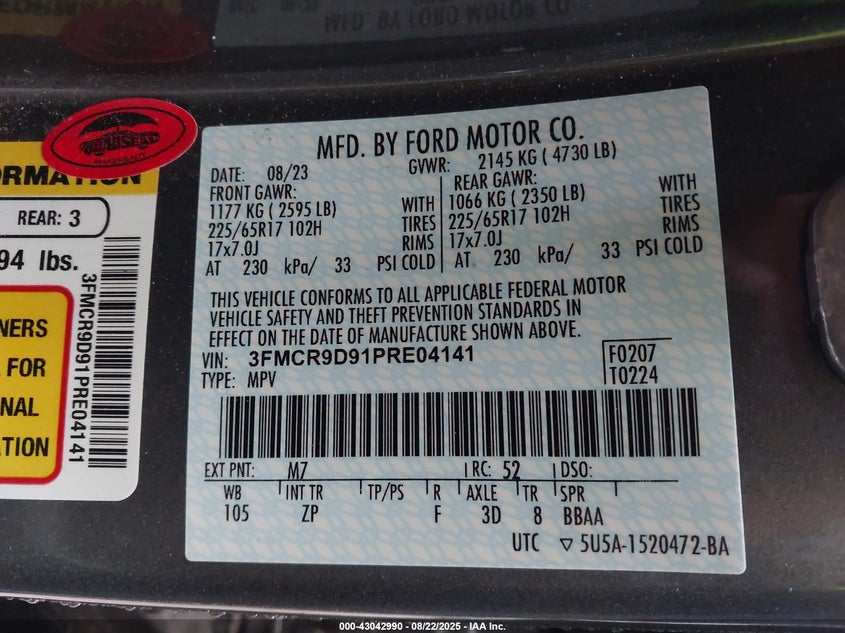 MFD. BY FORD MOTOR CO.
RMATION
REAR: 3
94 lbs.
3FMCR9D91PRE04141
NERS
FOR
NAL
TION
MFD. BY FORD MOTOR CO.
DATE: 08/23 GVWR: 2145 KG ( 4730 LB)
FRONT GAWR: REAR GAWR:
1177 KG ( 2595 LB) WITH 1066 KG ( 2350 LB) WITH
225/65R17 102H TIRES 225/65R17 102H TIRES
17x7.0J RIMS 17x7.0J RIMS
AT 230 kPa/ 33 PSI COLD AT 230 kPa/ 33 PSI COLD
THIS VEHICLE CONFORMS TO ALL APPLICABLE FEDERAL MOTOR
VEHICLE SAFETY AND THEFT PREVENTION STANDARDS IN
EFFECT ON THE DATE OF MANUFACTURE SHOWN ABOVE.
VIN: 3FMCR9D91PRE04141 F0207
TYPE: MPV T0224
EXT PNT: M7 RC: 52 DSO:
WB INT TR TP/PS R AXLE TR SPR
105 ZP F 3D 8 BBAA
UTC ▽ 5U5A-1520472-BA
000-43042990 - 08/22/2025 - IAA Inc.